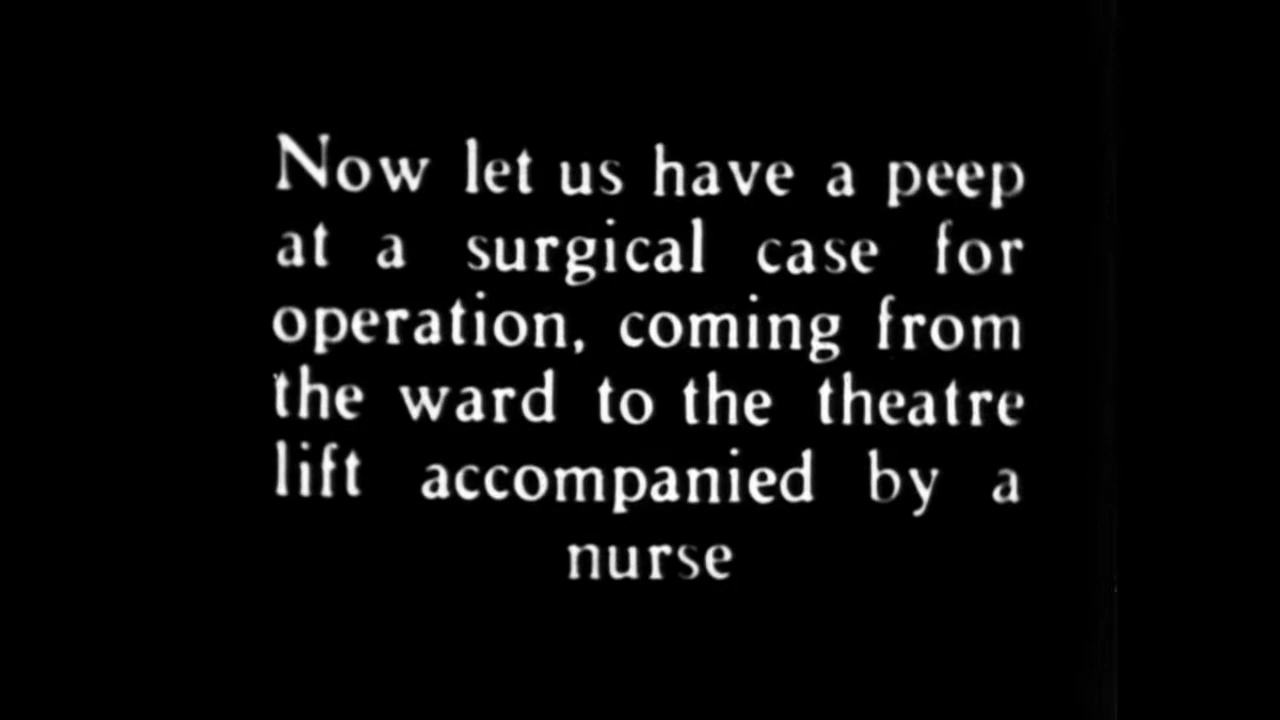 Now let us have a peep
at a surgical case for
operation, coming from
the ward to the theatre
lift accompanied by a
nurse